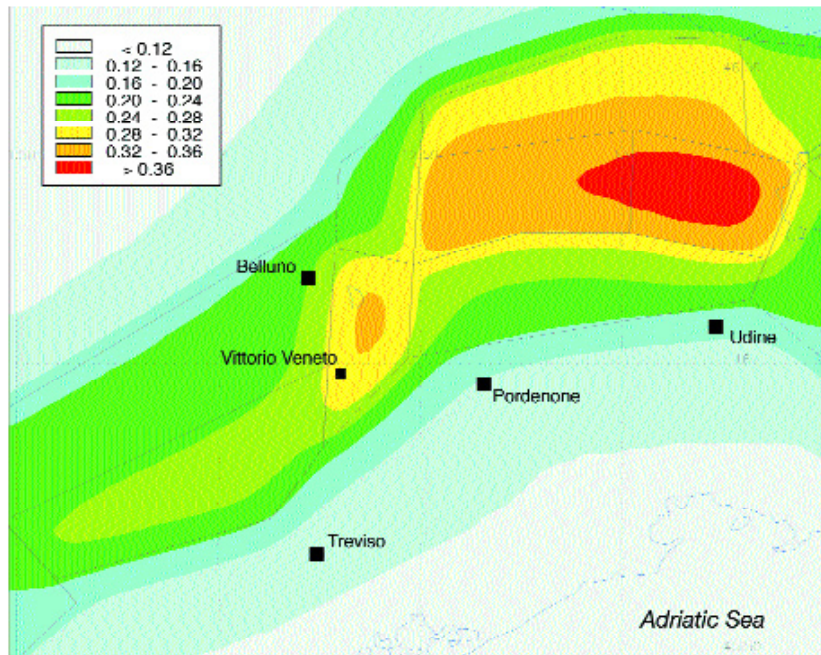 < 0.12
0.12 - 0.16
0.16 - 0.20
0.20 - 0.24
0.24 - 0.28
0.28 - 0.32
0.32 - 0.36
> 0.36
Belluno
Vittorio Veneto
Udine
Pordenone
Treviso
Adriatic Sea